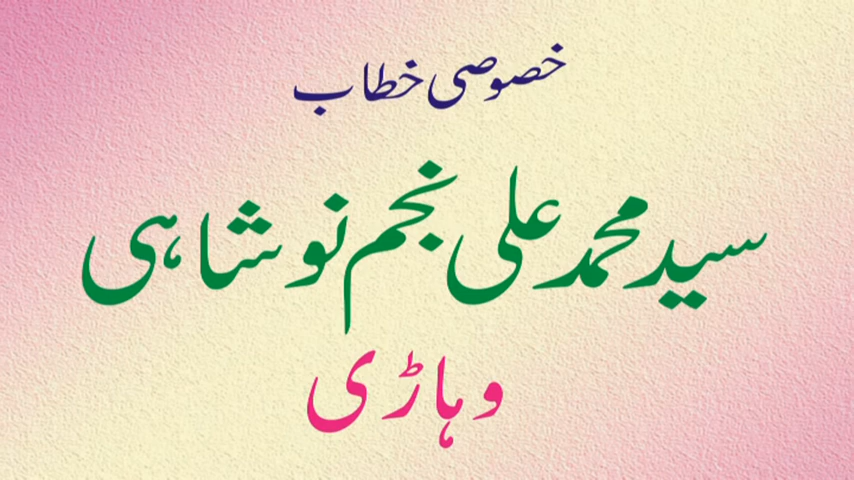 خصوصی خطاب
سید محمد علی نجم نوشاہی
وہاڑی